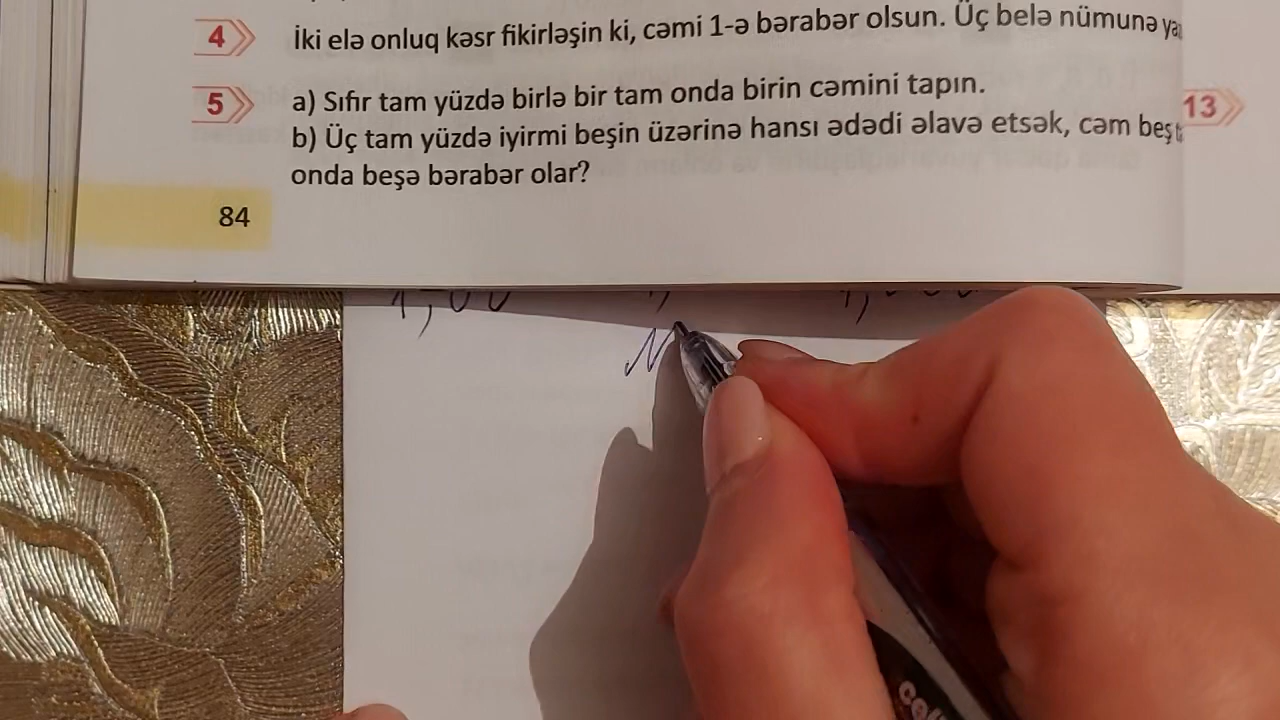 4 İki elə onluq kəsr fikirləşin ki, cəmi 1-ə bərabər olsun. Üç belə nümunə
5 a) Sıfır tam yüzdə birlə bir tam onda birin cəmini tapın.
b) Üç tam yüzdə iyirmi beşin üzərinə hansı ədədi əlavə etsək, cəm beş
onda beşə bərabər olar?
13
84
1,00
N